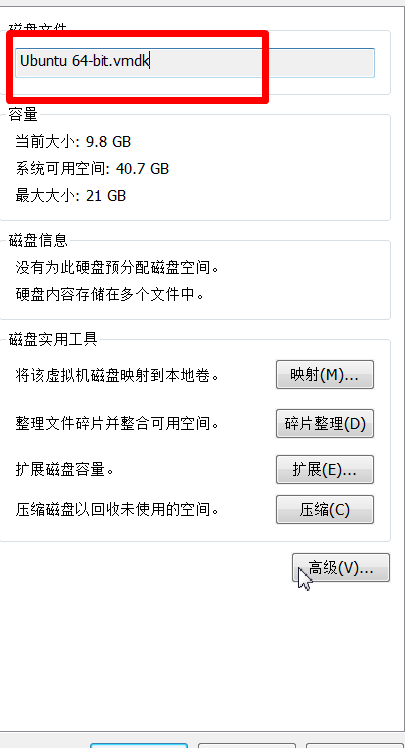 磁盘文件
Ubuntu 64-bit.vmdk
容量
当前大小: 9.8 GB
系统可用空间: 40.7 GB
最大大小: 21 GB
磁盘信息
没有为此硬盘预分配磁盘空间。
硬盘内容存储在多个文件中。
磁盘实用工具
将该虚拟机磁盘映射到本地卷。 映射(M)...
整理文件碎片并整合可用空间。 碎片整理(D)
扩展磁盘容量。 扩展(E)...
压缩磁盘以回收未使用的空间。 压缩(C)
高级(V)...